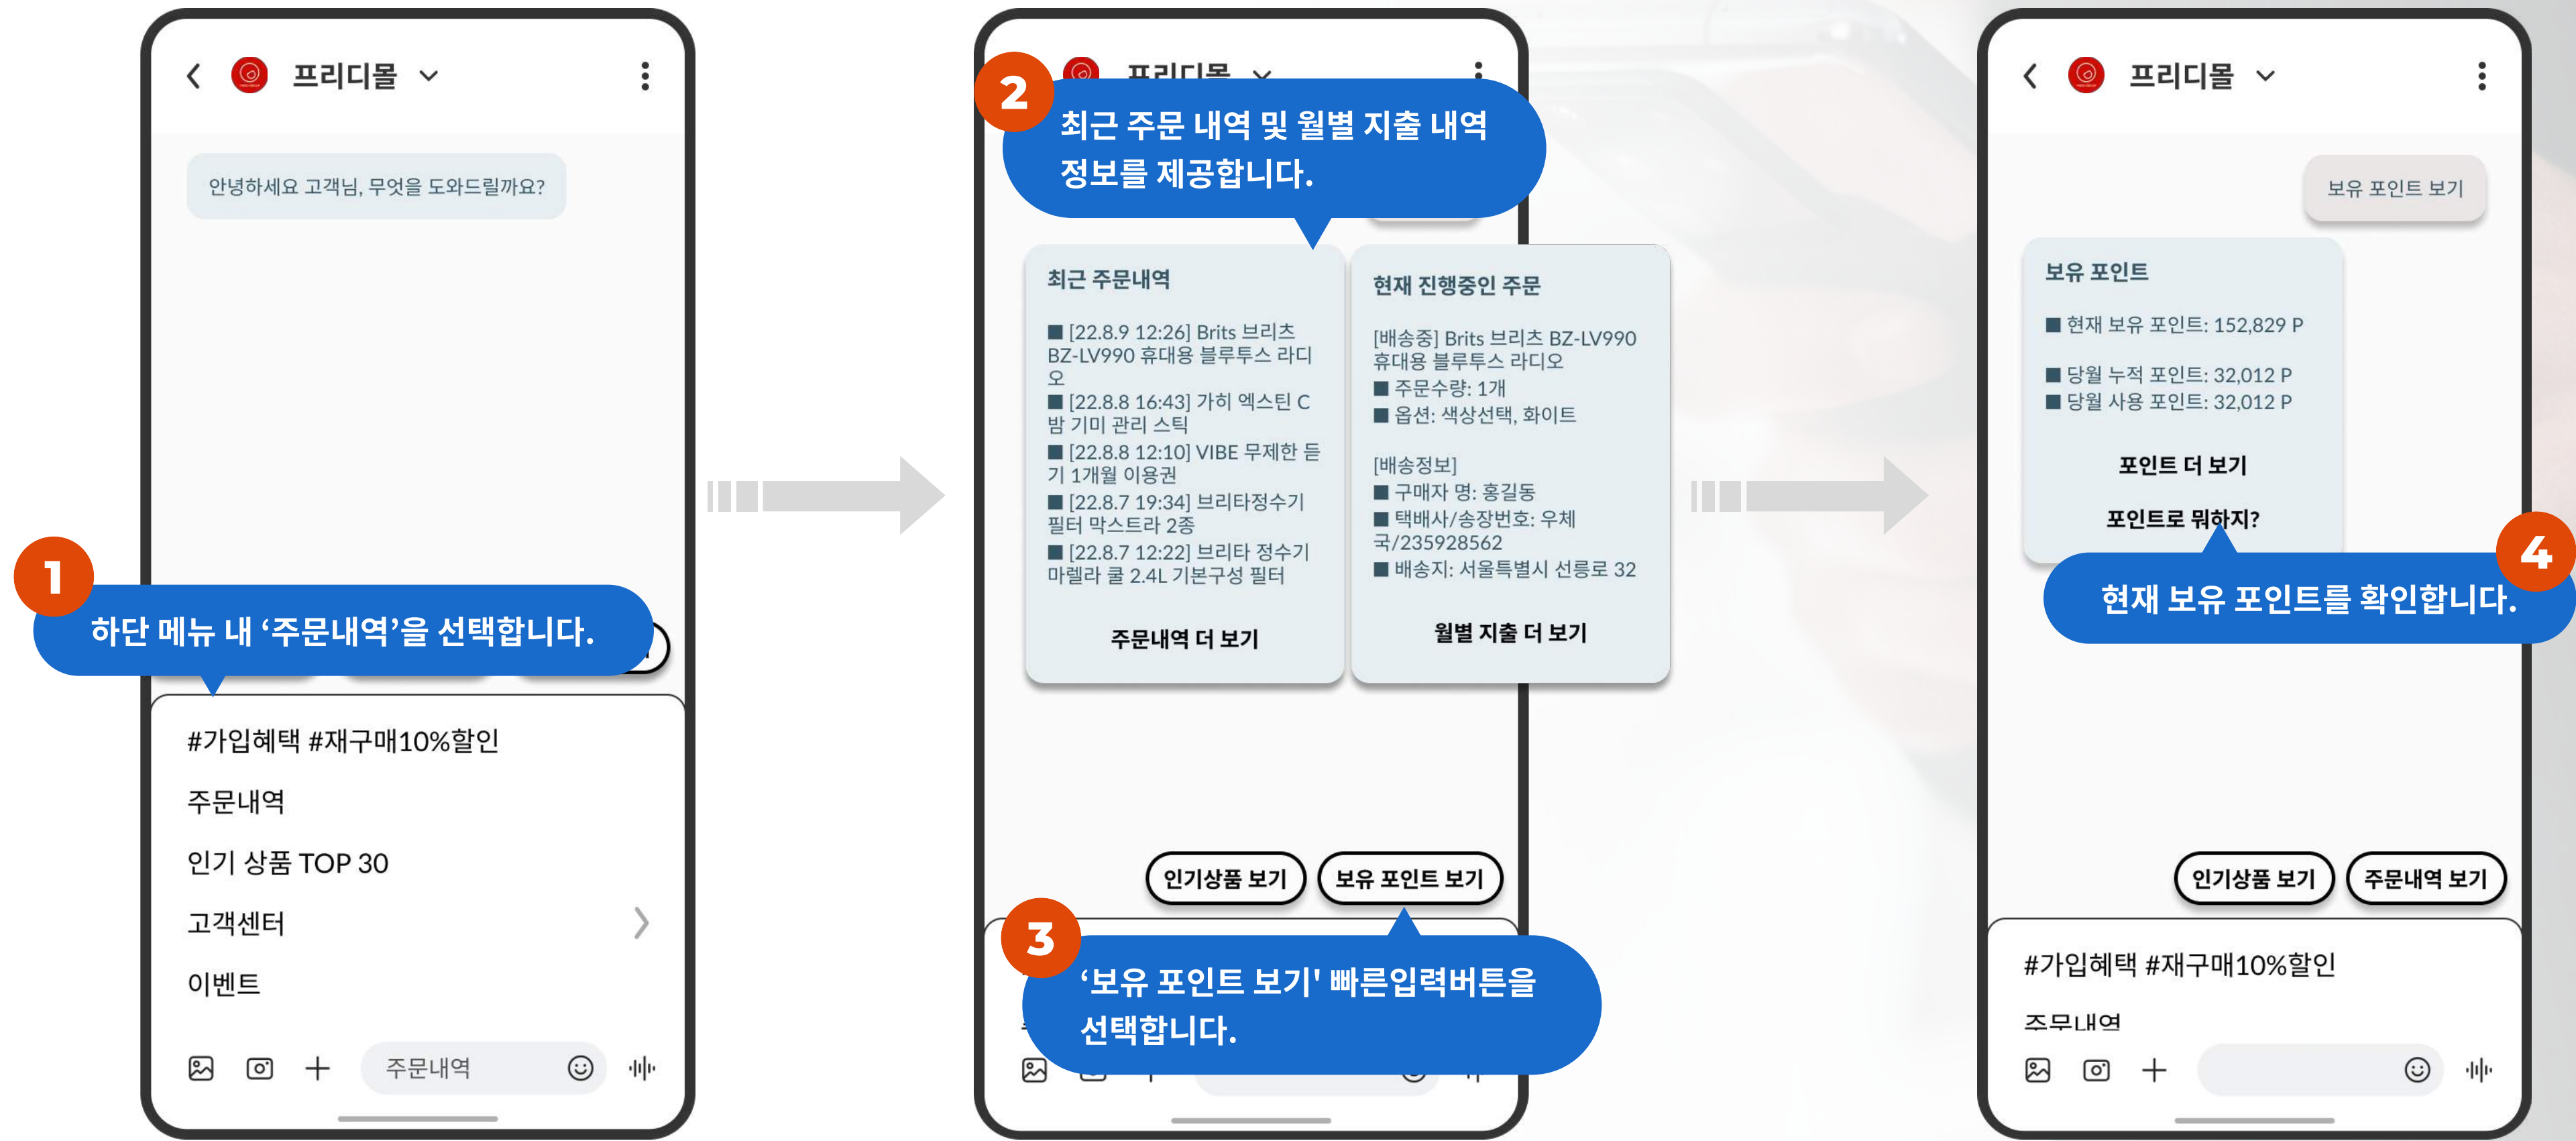 프리디몰
안녕하세요 고객님, 무엇을 도와드릴까요?
1
하단 메뉴 내 ‘주문내역’을 선택합니다.
#가입혜택 #재구매10%할인
주문내역
인기 상품 TOP 30
고객센터
이벤트
주문내역
프리디몰
2
최근 주문 내역 및 월별 지출 내역
정보를 제공합니다.
최근 주문내역
■ [22.8.9 12:26] Brits 브리츠
BZ-LV990 휴대용 블루투스 라디
오
■ [22.8.8 16:43] 가히 엑스틴 C
밤 기미 관리 스틱
■ [22.8.8 12:10] VIBE 무제한 듣
기 1개월 이용권
■ [22.8.7 19:34] 브리타정수기
필터 막스트라 2종
■ [22.8.7 12:22] 브리타 정수기
마렐라 쿨 2.4L 기본구성 필터
주문내역 더 보기
현재 진행중인 주문
[배송중] Brits 브리츠 BZ-LV990
휴대용 블루투스 라디오
■ 주문수량: 1개
■ 옵션: 색상선택, 화이트
[배송정보]
■ 구매자 명: 홍길동
■ 택배사/송장번호: 우체
국/235928562
■ 배송지: 서울특별시 선릉로 32
월별 지출 더 보기
인기상품 보기
보유 포인트 보기
3
‘보유 포인트 보기' 빠른입력버튼을
선택합니다.
프리디몰
보유 포인트 보기
보유 포인트
■ 현재 보유 포인트: 152,829 P
■ 당월 누적 포인트: 32,012 P
■ 당월 사용 포인트: 32,012 P
포인트 더 보기
포인트로 뭐하지?
4
현재 보유 포인트를 확인합니다.
인기상품 보기
주문내역 보기
#가입혜택 #재구매10%할인
주문내역